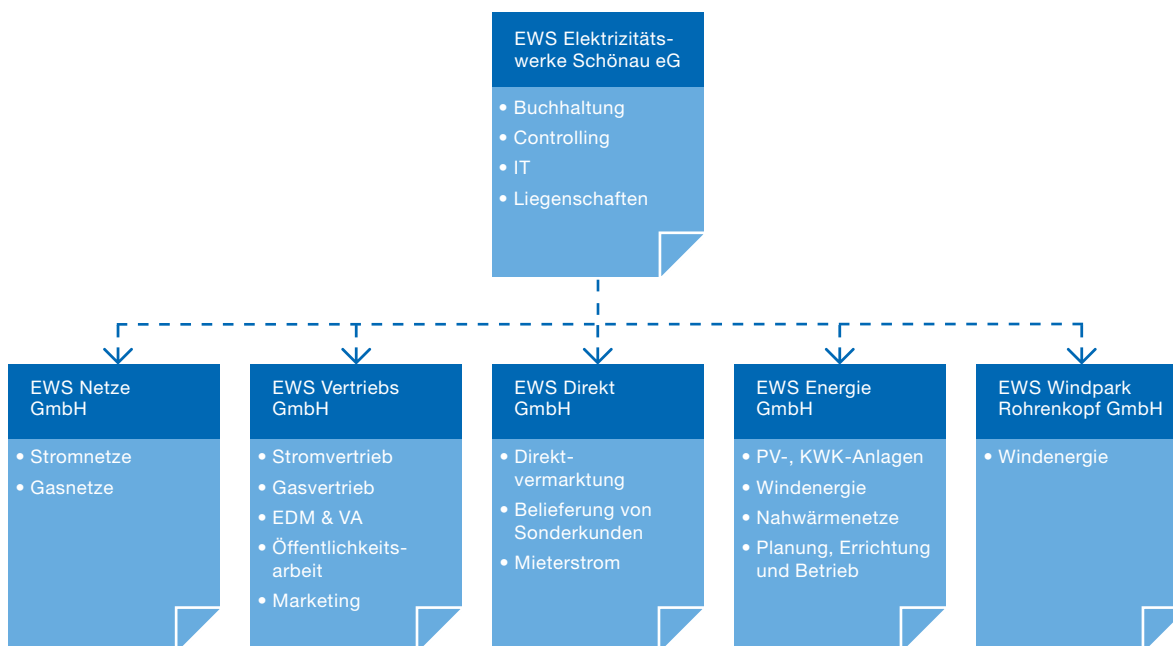 EWS Elektrizitäts-
werke Schönau eG
• Buchhaltung
• Controlling
• IT
• Liegenschaften
EWS Netze
GmbH
• Stromnetze
• Gasnetze
EWS Vertriebs
GmbH
• Stromvertrieb
• Gasvertrieb
• EDM & VA
• Öffentlichkeits-
arbeit
• Marketing
EWS Direkt
GmbH
• Direkt-
vermarktung
• Belieferung von
Sonderkunden
• Mieterstrom
EWS Energie
GmbH
• PV-, KWK-Anlagen
• Windenergie
• Nahwärmenetze
• Planung, Errichtung
und Betrieb
EWS Windpark
Rohrenkopf GmbH
• Windenergie